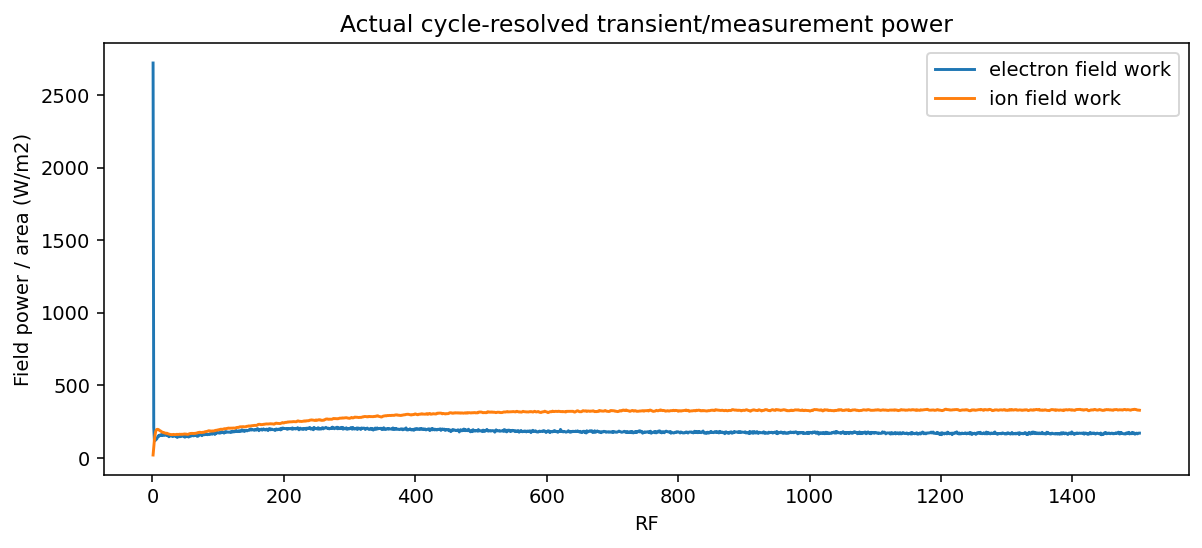 Actual cycle-resolved transient/measurement power
electron field work
ion field work
Field power / area (W/m2)
2500
2000
1500
1000
500
0
0 200 400 600 800 1000 1200 1400
RF